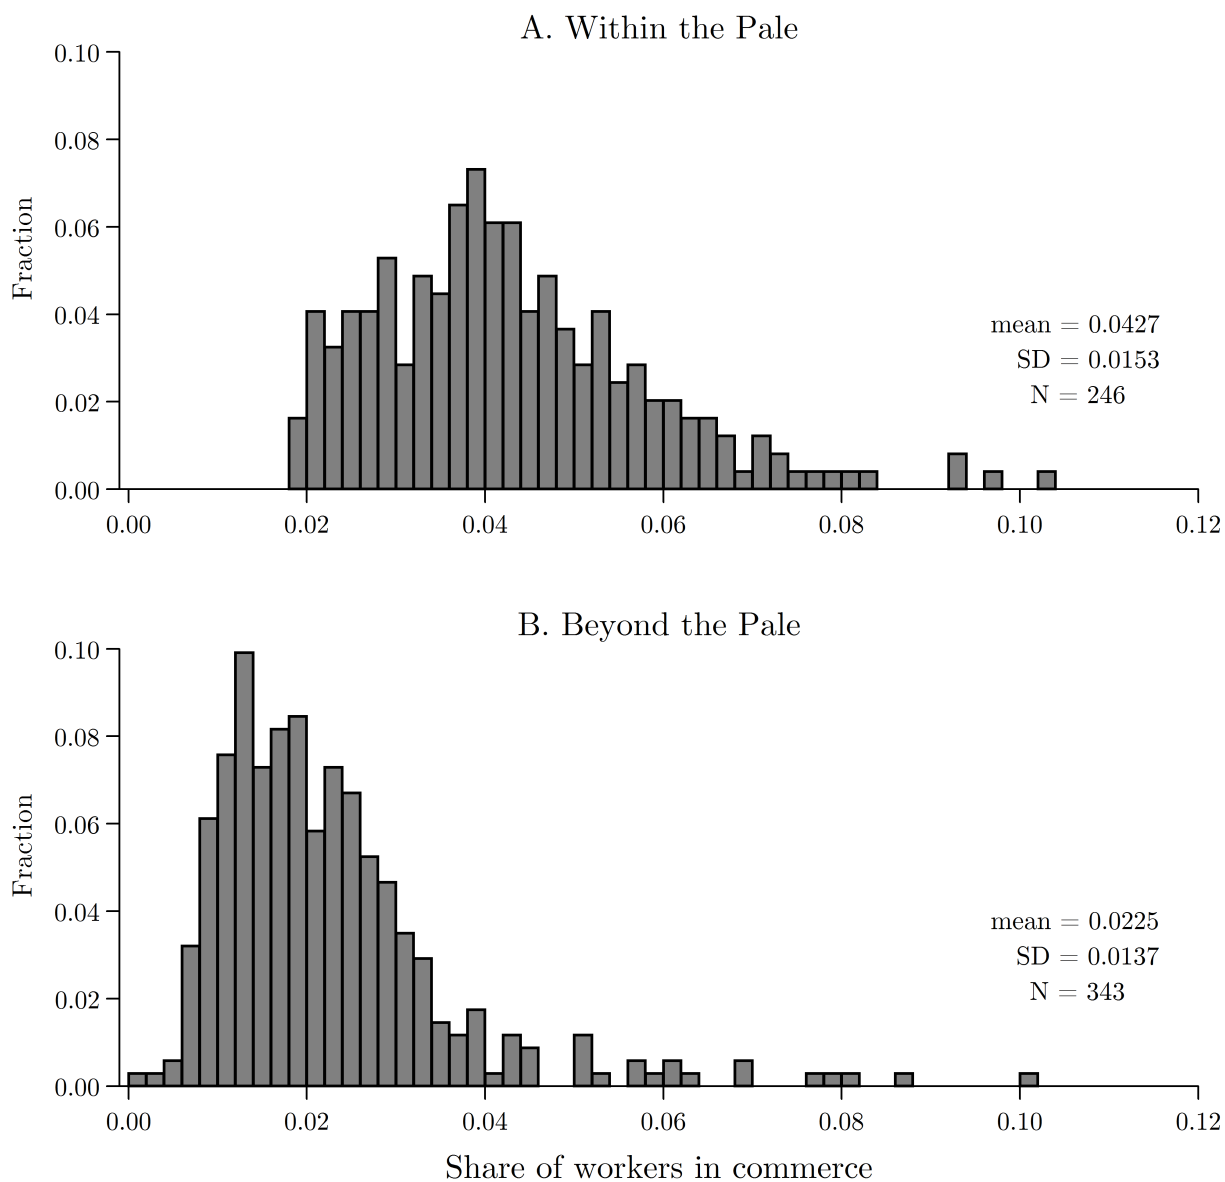 A. Within the Pale
0.10
0.08
0.06
0.04
0.02
0.00
Fraction
mean = 0.0427
SD = 0.0153
N = 246
0.00 0.02 0.04 0.06 0.08 0.10 0.12
B. Beyond the Pale
0.10
0.08
0.06
0.04
0.02
0.00
Fraction
mean = 0.0225
SD = 0.0137
N = 343
0.00 0.02 0.04 0.06 0.08 0.10 0.12
Share of workers in commerce